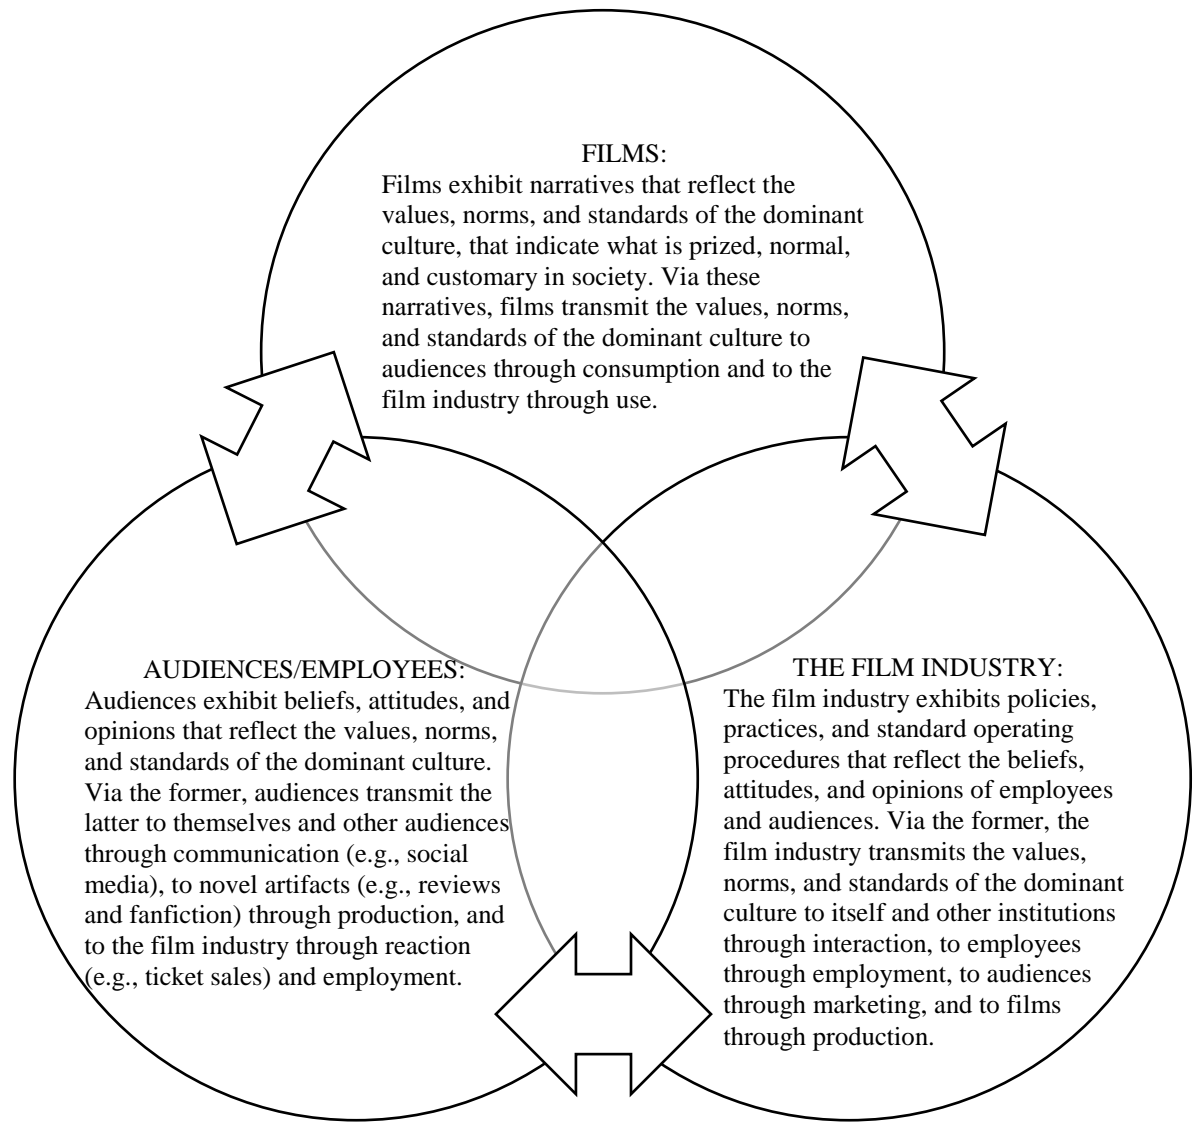 FILMS:
Films exhibit narratives that reflect the
values, norms, and standards of the dominant
culture, that indicate what is prized, normal,
and customary in society. Via these
narratives, films transmit the values, norms,
and standards of the dominant culture to
audiences through consumption and to the
film industry through use.
AUDIENCES/EMPLOYEES:
Audiences exhibit beliefs, attitudes, and
opinions that reflect the values, norms,
and standards of the dominant culture.
Via the former, audiences transmit the
latter to themselves and other audiences
through communication (e.g., social
media), to novel artifacts (e.g., reviews
and fanfiction) through production, and
to the film industry through reaction
(e.g., ticket sales) and employment.
THE FILM INDUSTRY:
The film industry exhibits policies,
practices, and standard operating
procedures that reflect the beliefs,
attitudes, and opinions of employees
and audiences. Via the former, the
film industry transmits the values,
norms, and standards of the dominant
culture to itself and other institutions
through interaction, to employees
through employment, to audiences
through marketing, and to films
through production.